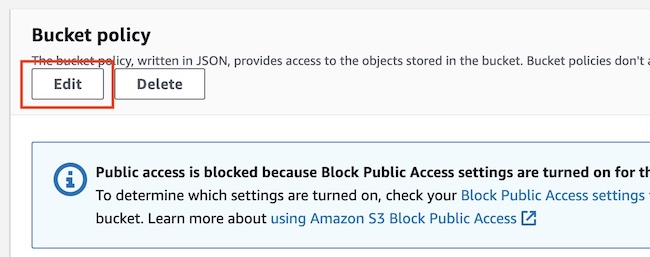 Bucket policy
The bucket policy, written in JSON, provides access to the objects stored in the bucket. Bucket policies don't a
Edit Delete
Public access is blocked because Block Public Access settings are turned on for th
To determine which settings are turned on, check your Block Public Access settings
bucket. Learn more about using Amazon S3 Block Public Access